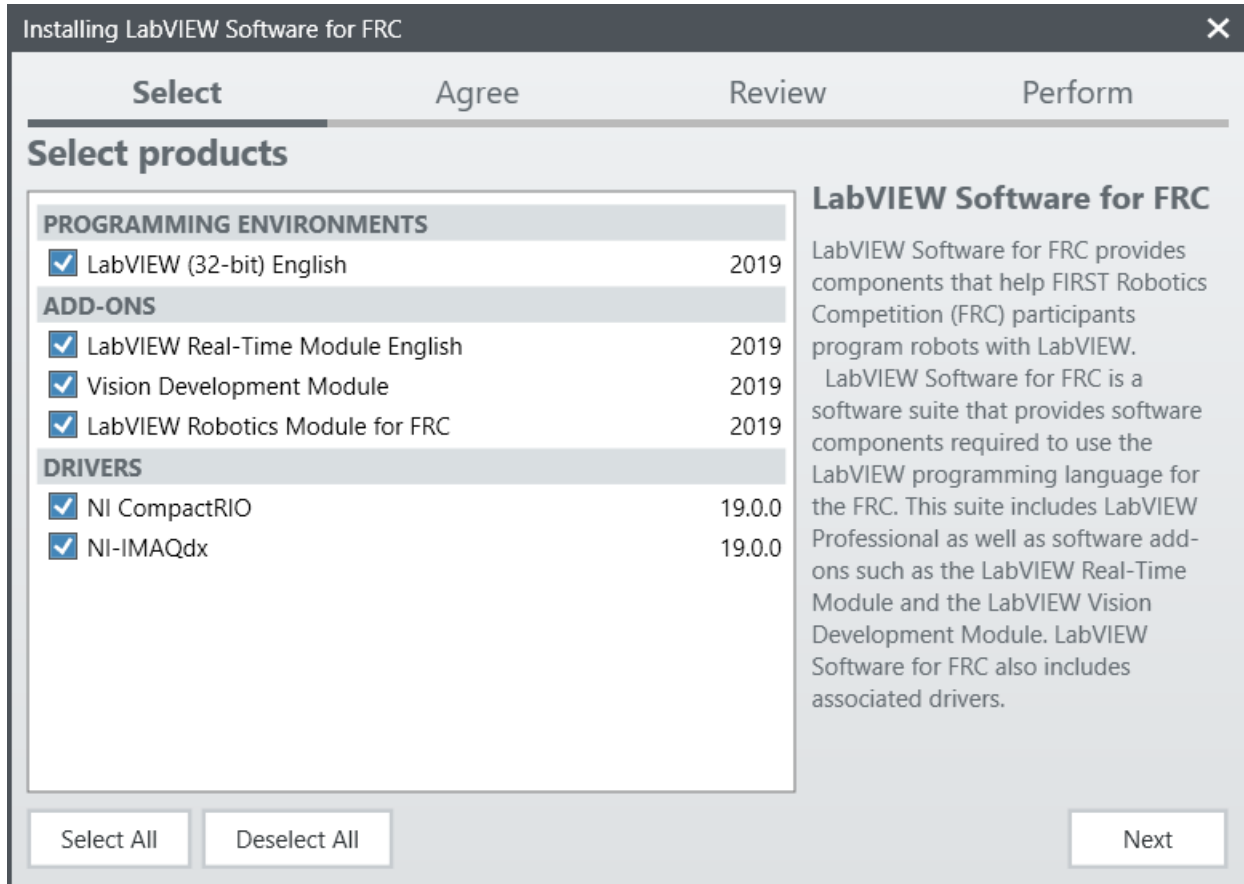 Installing LabVIEW Software for FRC
Select Agree Review Perform
Select products
PROGRAMMING ENVIRONMENTS
LabVIEW (32-bit) English 2019
ADD-ONS
LabVIEW Real-Time Module English 2019
Vision Development Module 2019
LabVIEW Robotics Module for FRC 2019
DRIVERS
NI CompactRIO 19.0.0
NI-IMAQdx 19.0.0
LabVIEW Software for FRC
LabVIEW Software for FRC provides
components that help FIRST Robotics
Competition (FRC) participants
program robots with LabVIEW.
LabVIEW Software for FRC is a
software suite that provides software
components required to use the
LabVIEW programming language for
the FRC. This suite includes LabVIEW
Professional as well as software add-
ons such as the LabVIEW Real-Time
Module and the LabVIEW Vision
Development Module. LabVIEW
Software for FRC also includes
associated drivers.
Select All Deselect All Next